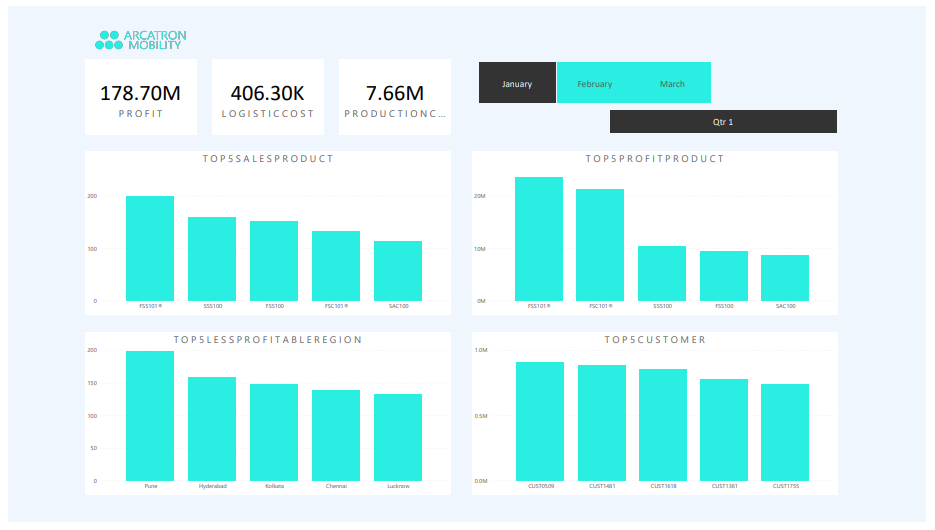 ARCATRON
MOBILITY
178.70M
PROFIT
406.30K
LOGISTICCOST
7.66M
PRODUCTIONC...
January
February
March
Qtr 1
TOP5SALESPRODUCT
200
100
0
FSS101®
SSS100
FSS100
FSC101®
SAC100
TOP5PROFITPRODUCT
20M
10M
0M
FSS101®
FSC101®
SSS100
FSS100
SAC100
TOP5LESSPROFITABLEREGION
200
150
100
50
0
Pune
Hyderabad
Kolkata
Chennai
Lucknow
TOP5CUSTOMER
1.0M
0.5M
0.0M
CUST0509
CUST1481
CUST1618
CUST1361
CUST1755